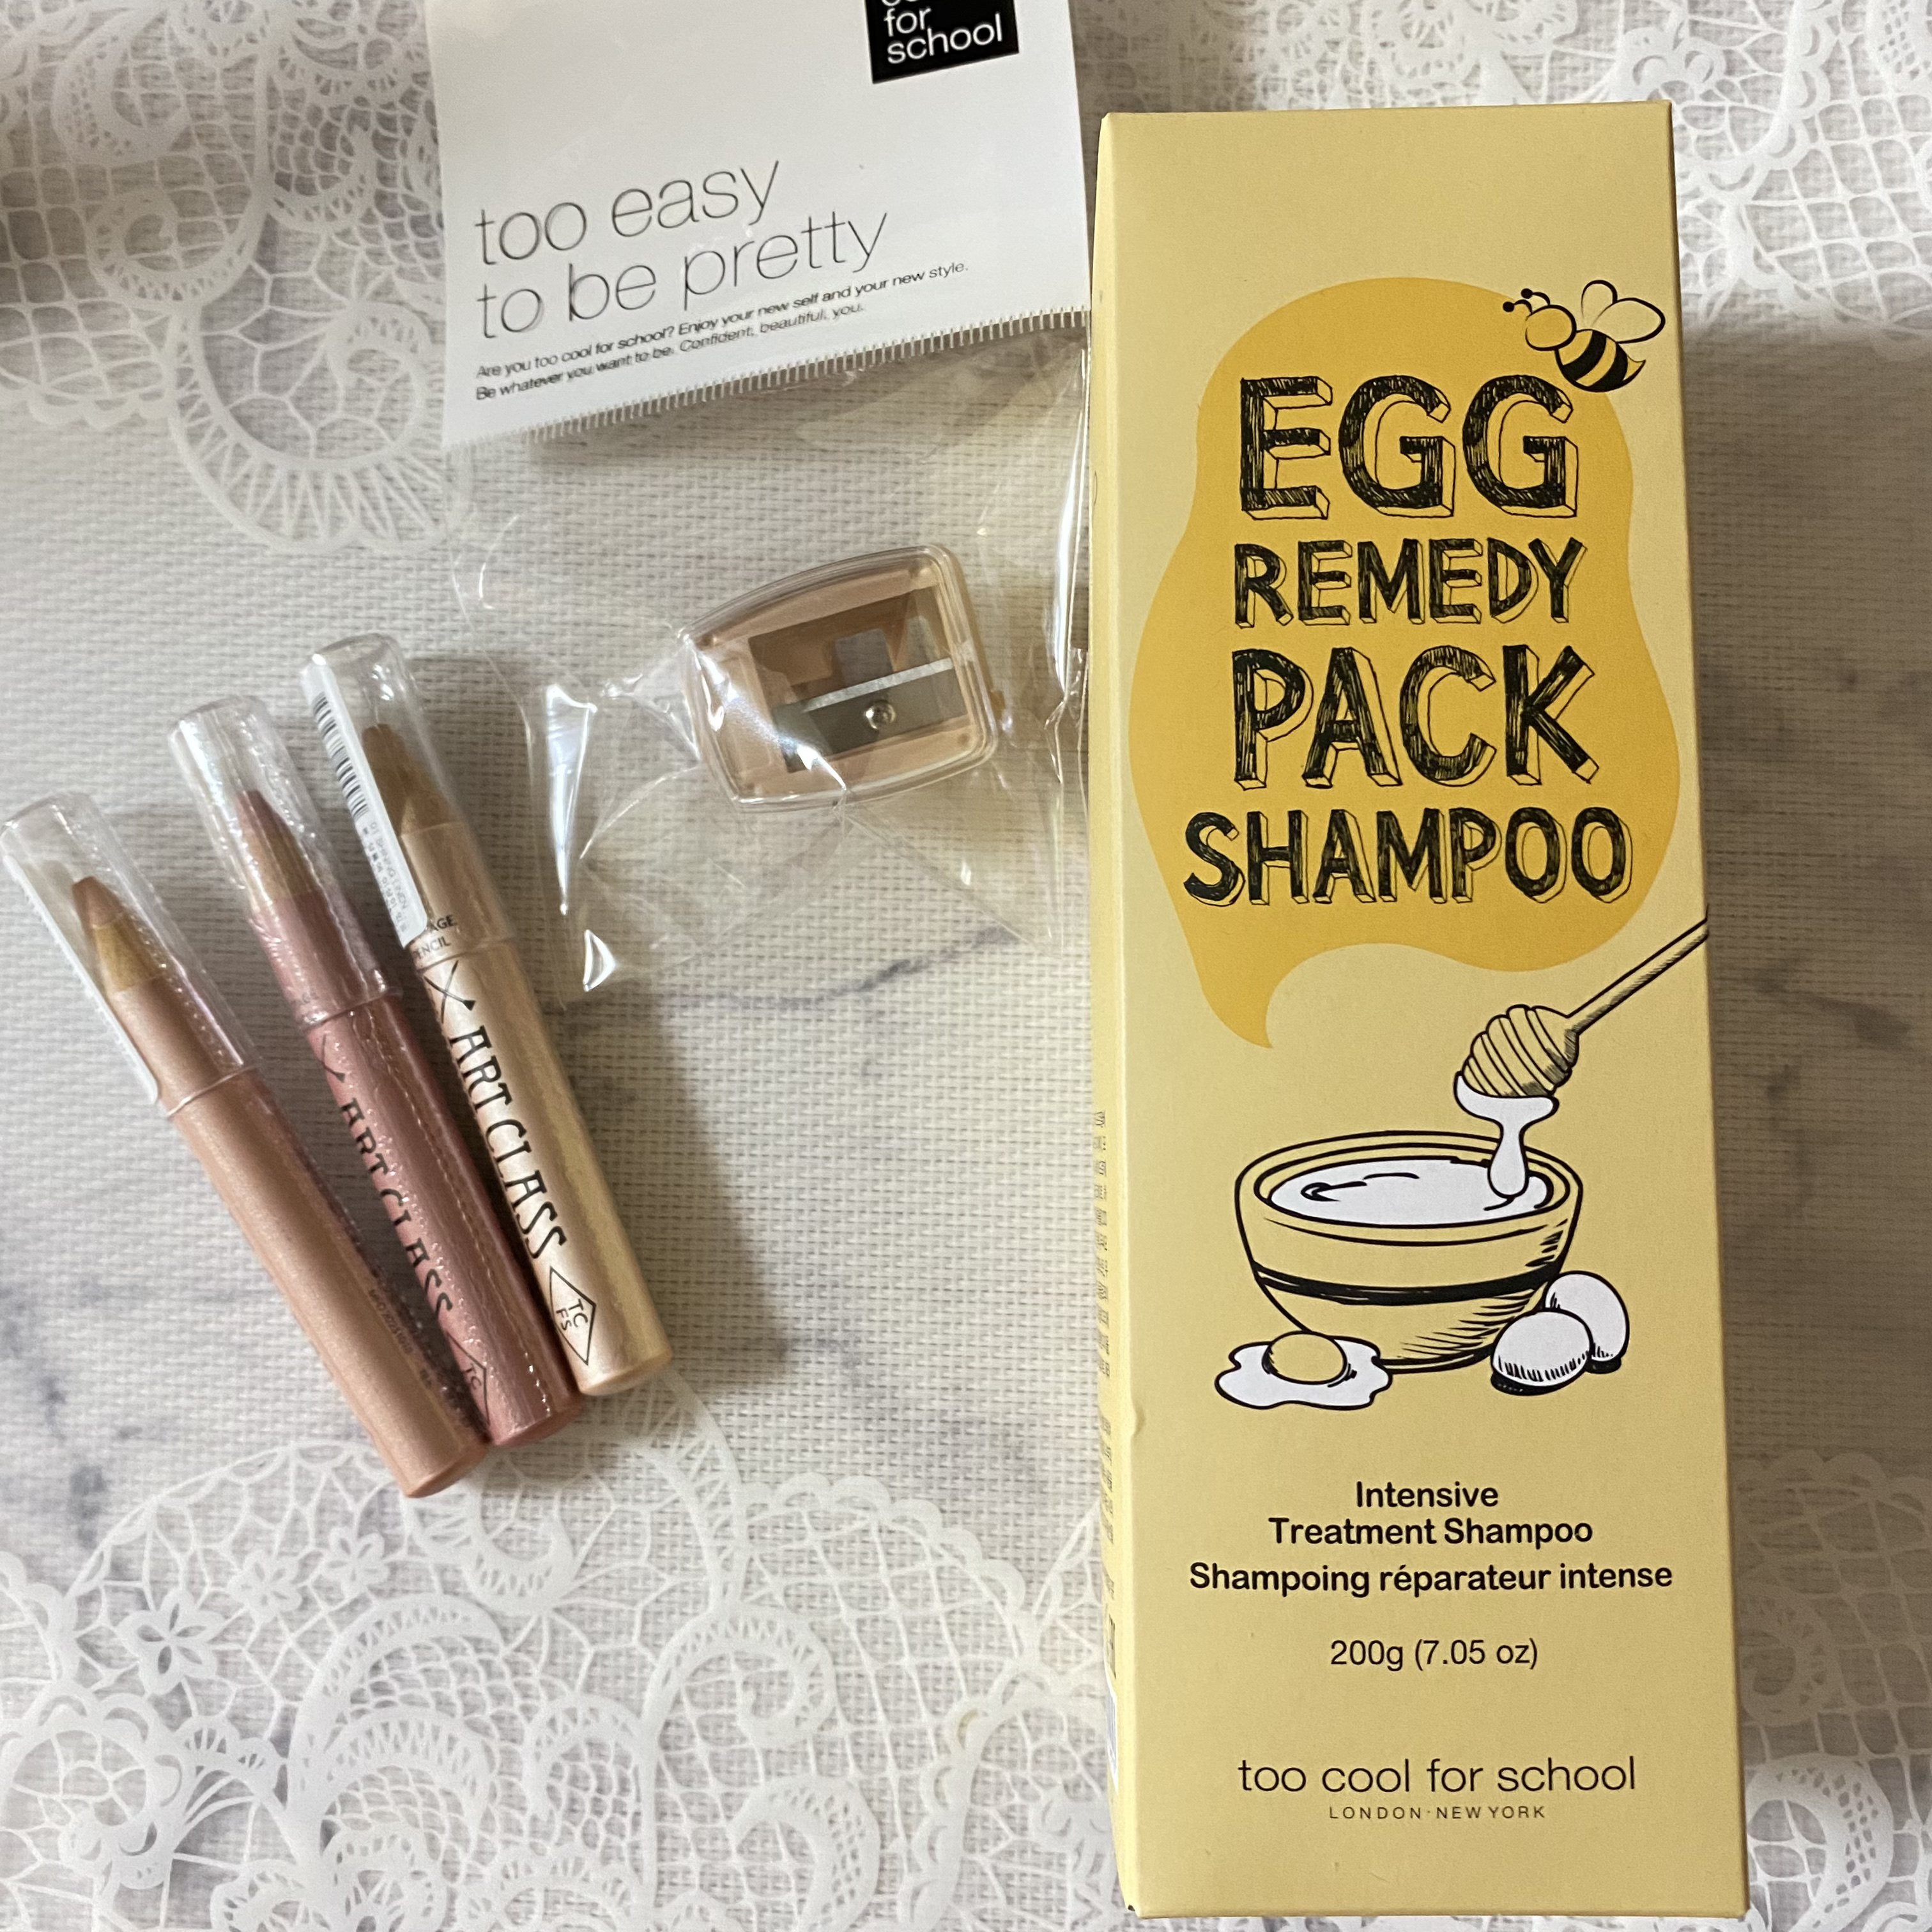 for
school
too easy
to be pretty
Are you too cool for school? Enjoy your new self and your new style.
Be whatever you want to be. Confident, beautiful, you.
EGG
REMEDY
PACK
SHAMPOO
PENCIL
ART CLASS
TC
FS
ART CLASS
TC
Intensive
Treatment Shampoo
Shampoing réparateur intense
200g (7.05 oz)
too cool for school
LONDON·NEW YORK